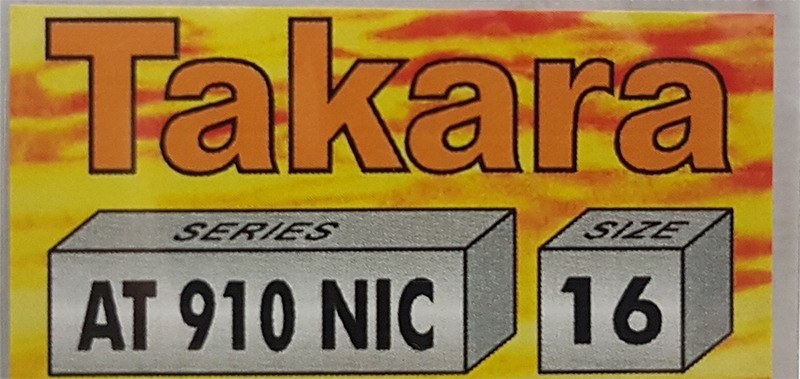 Takara
SERIES SIZE
AT 910 NIC 16